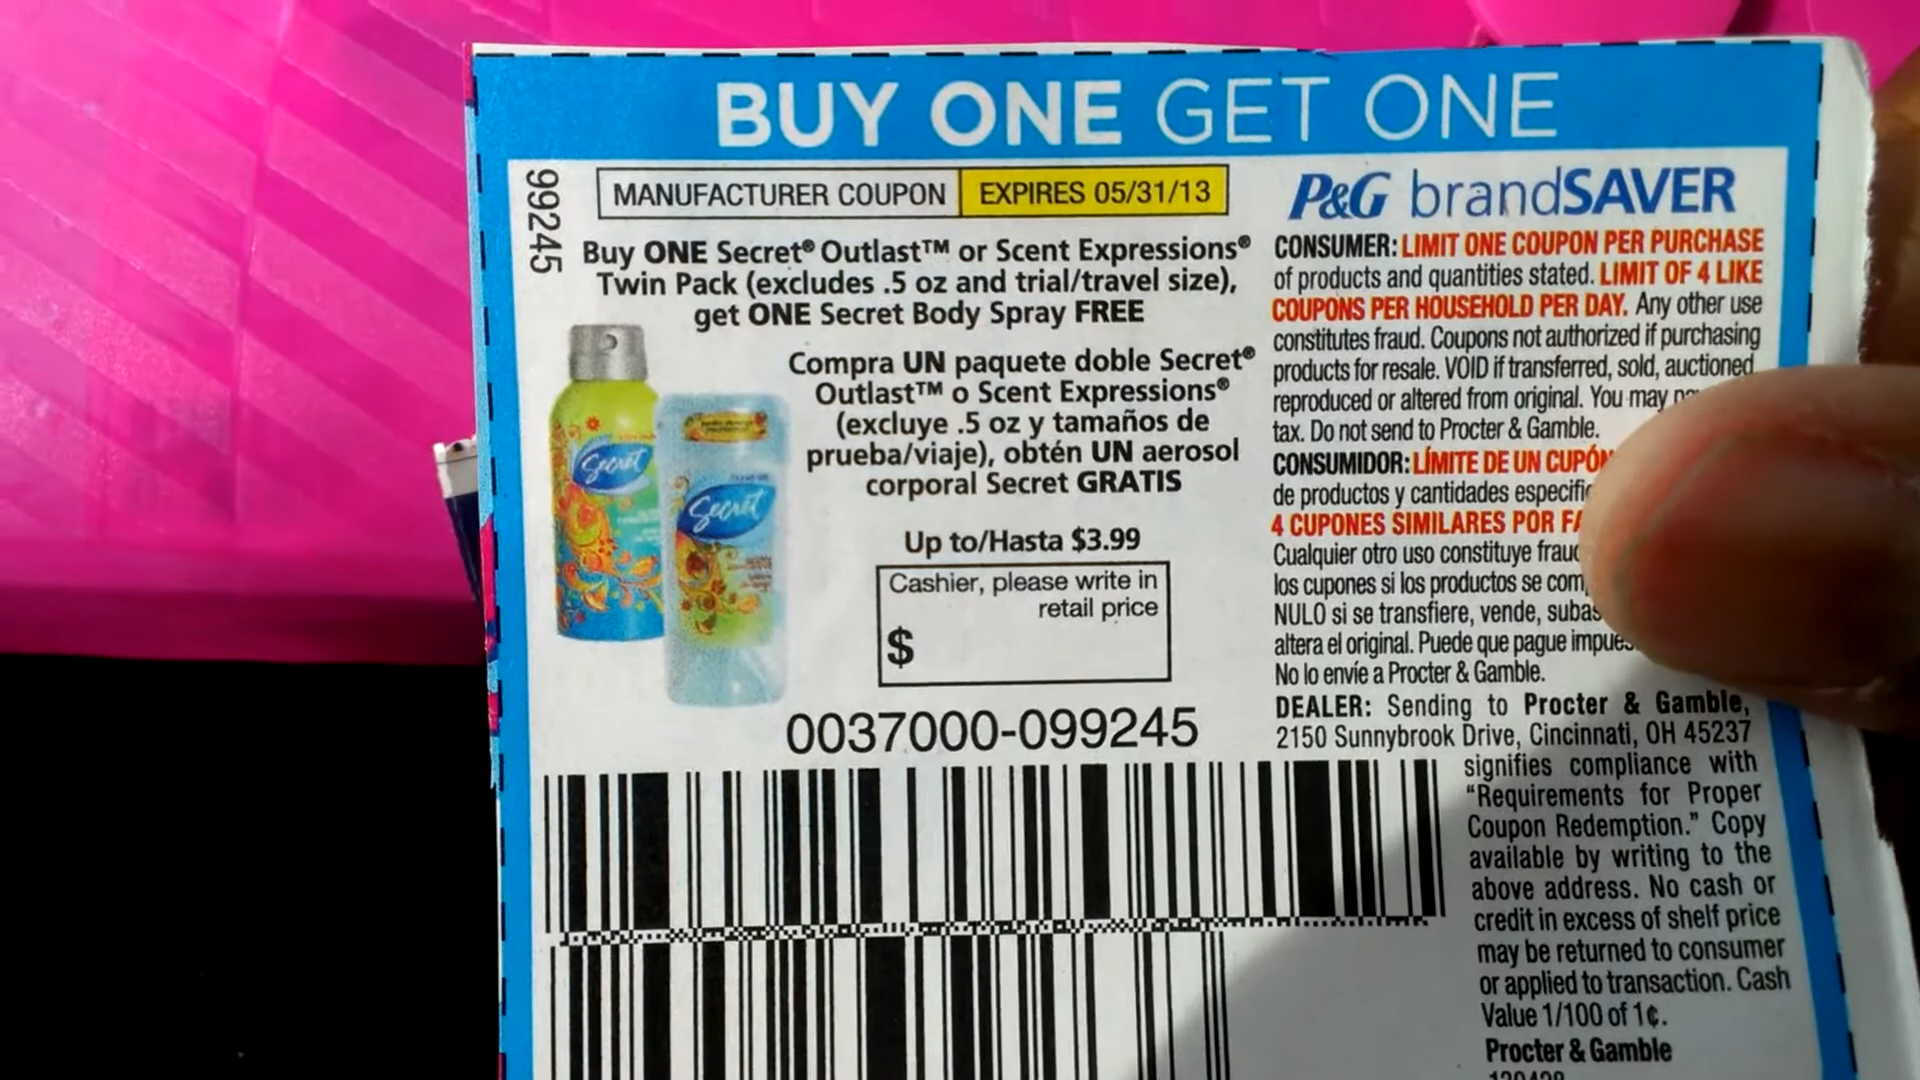 BUY ONE GET ONE
99245
MANUFACTURER COUPON EXPIRES 05/31/13
Buy ONE Secret® Outlast™ or Scent Expressions®
Twin Pack (excludes .5 oz and trial/travel size),
get ONE Secret Body Spray FREE
Compra UN paquete doble Secret®
Outlast™ o Scent Expressions®
(excluye .5 oz y tamaños de
prueba/viaje), obtén UN aerosol
corporal Secret GRATIS
Secret
Secret
Up to/Hasta $3.99
Cashier, please write in
retail price
$
0037000-099245
P&G brandSAVER
CONSUMER: LIMIT ONE COUPON PER PURCHASE
of products and quantities stated. LIMIT OF 4 LIKE
COUPONS PER HOUSEHOLD PER DAY. Any other use
constitutes fraud. Coupons not authorized if purchasing
products for resale. VOID if transferred, sold, auctioned
reproduced or altered from original. You may
tax. Do not send to Procter & Gamble.
CONSUMIDOR: LÍMITE DE UN CUPÓN
de productos y cantidades
4 CUPONES SIMILARES POR
Cualquier otro uso constituye
los cupones si los productos se
NULO si se transfiere, vende,
altera el original. Puede que pague
No lo envíe a Procter & Gamble.
DEALER: Sending to Procter & Gamble,
2150 Sunnybrook Drive, Cincinnati, OH 45237
signifies compliance with
"Requirements for Proper
Coupon Redemption." Copy
available by writing to the
above address. No cash or
credit in excess of shelf price
may be returned to consumer
or applied to transaction. Cash
Value 1/100 of 1¢.
Procter & Gamble